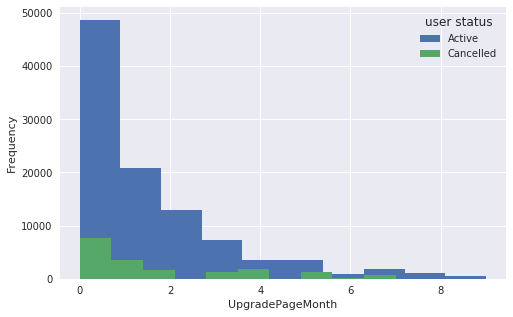 user status
Active
Cancelled
50000
40000
30000
20000
10000
0
Frequency
0 2 4 6 8
UpgradePageMonth